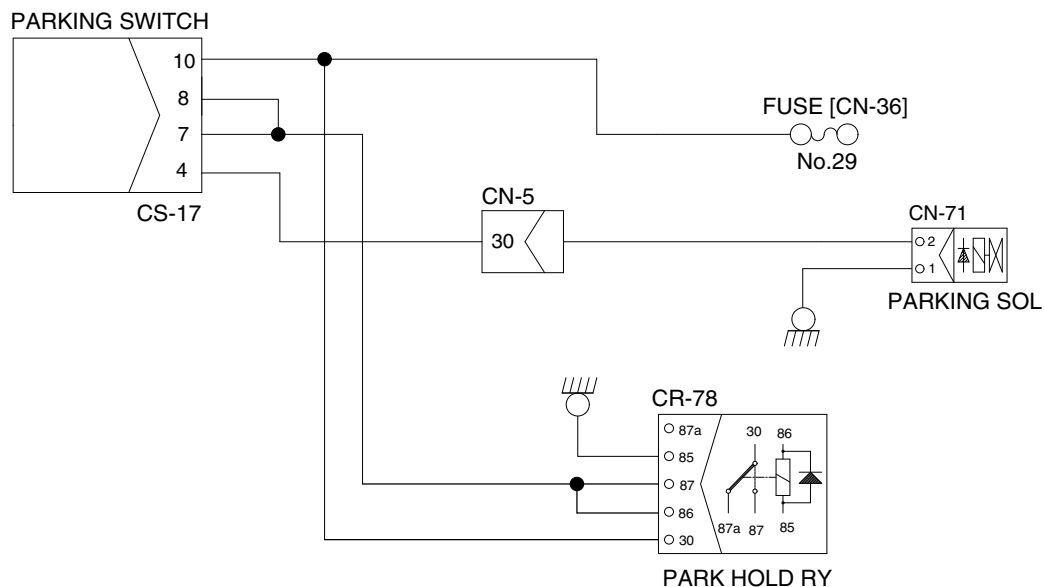 PARKING SWITCH
10
8
7
4
CS-17
FUSE [CN-36]
No.29
CN-5
30
CN-71
2
1
PARKING SOL
CR-78
87a
85
87
86
30
30 86
87a 87 85
PARK HOLD RY